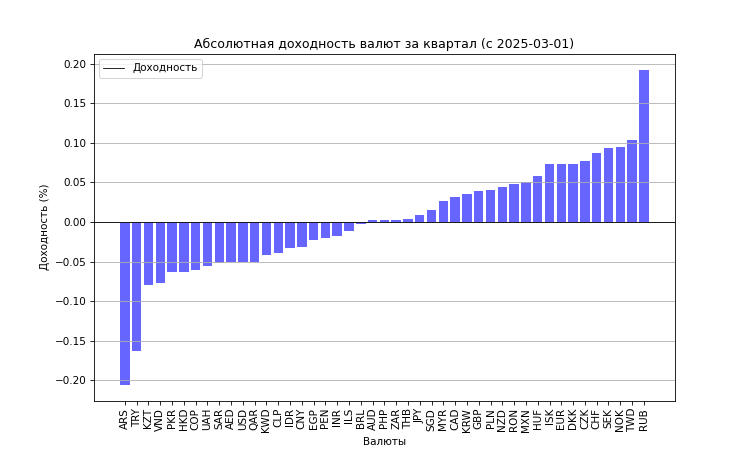 Абсолютная доходность валют за квартал (с 2025-03-01)
Доходность
0.20
0.15
0.10
0.05
0.00
−0.05
−0.10
−0.15
−0.20
Доходность (%)
ARS TRY KZT VND PKR HKD COP UAH SAR AED USD QAR KWD CLP IDR CNY EGP PEN INR ILS BRL AUD PHP ZAR THB JPY SGD MYR CAD KRW GBP PLN NZD RON MXN HUF ISK EUR DKK CZK CHF SEK NOK TWD RUB
Валюты